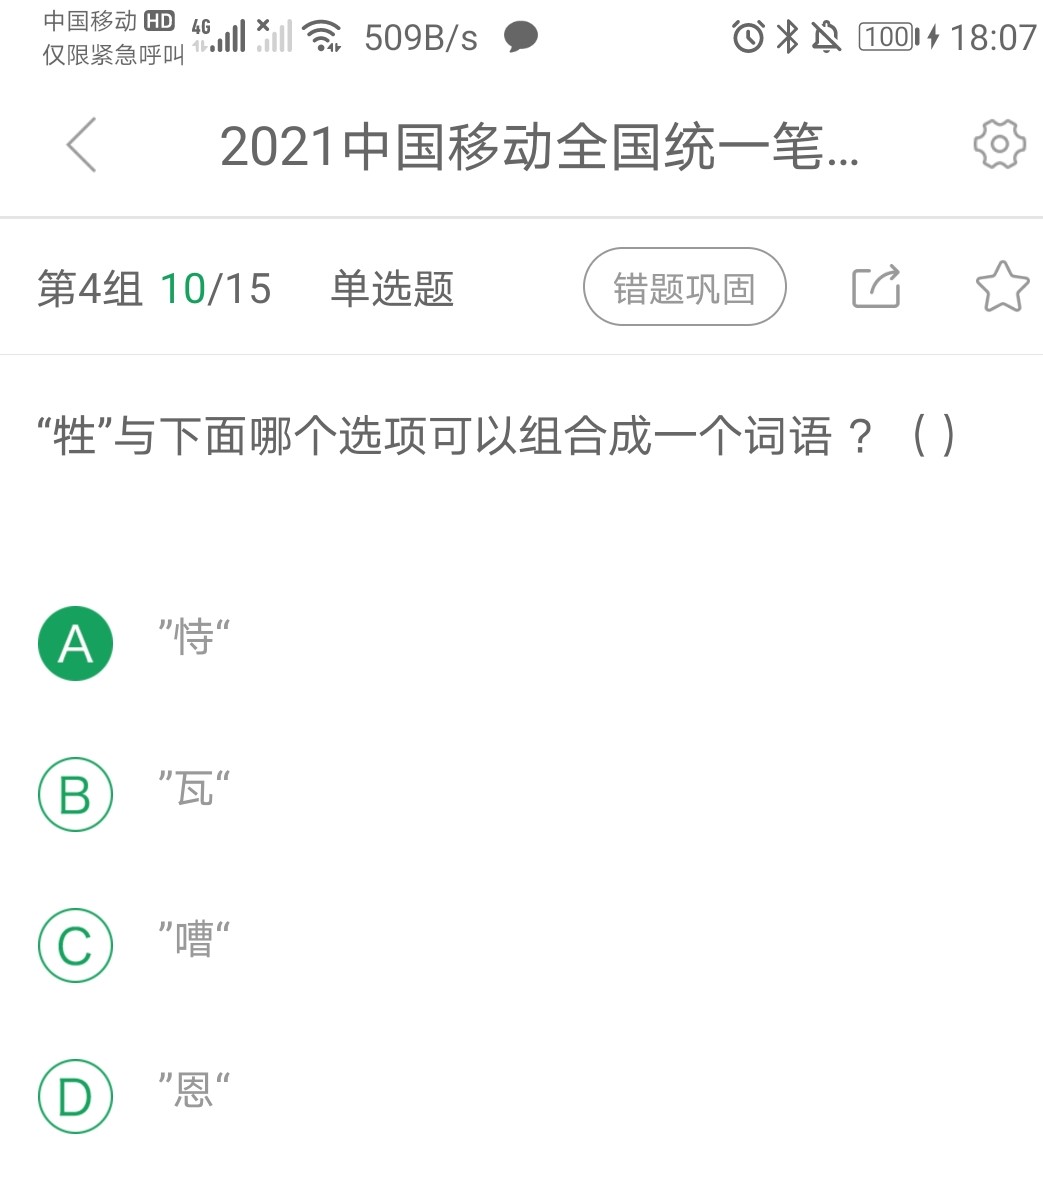 中国移动 HD 4G 509B/s 100 18:07
仅限紧急呼叫
2021中国移动全国统一笔...
第4组 10/15 单选题 错题巩固
“牲”与下面哪个选项可以组合成一个词语？（）
A ”恃“
B ”瓦“
C ”嘈“
D ”恩“